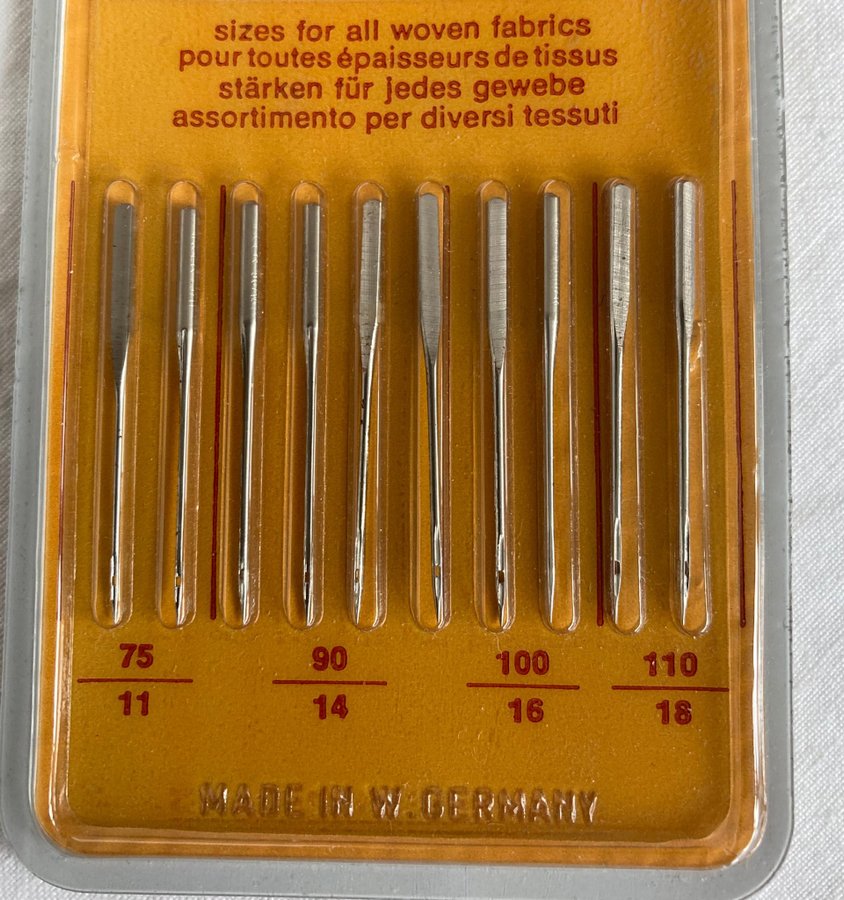 sizes for all woven fabrics
pour toutes épaisseurs de tissus
stärken für jedes gewebe
assortimento per diversi tessuti
75 90 100 110
11 14 16 18
MADE IN W. GERMANY